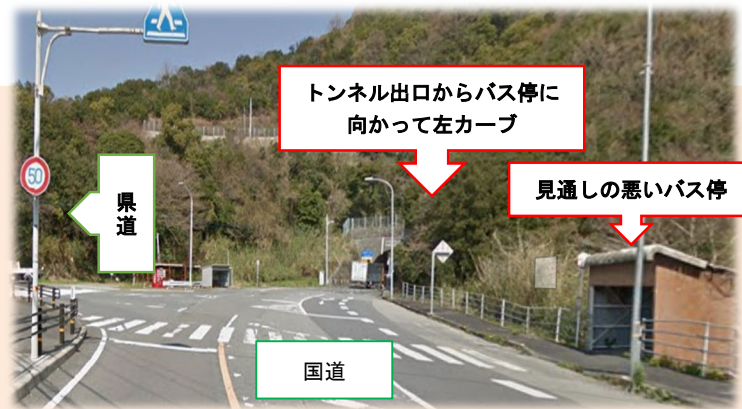 トンネル出口からバス停に
向かって左カーブ
見通しの悪いバス停
50
県道
国道